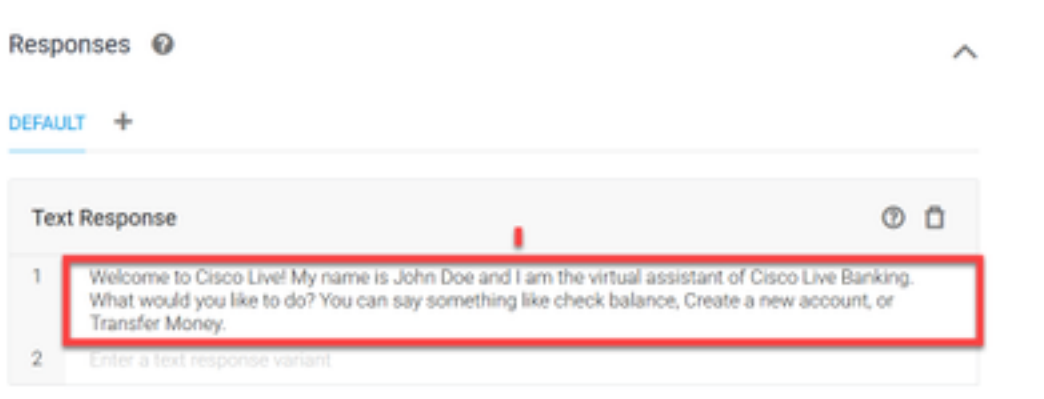 Responses
DEFAULT +
Text Response
1 Welcome to Cisco Live! My name is John Doe and I am the virtual assistant of Cisco Live Banking.
What would you like to do? You can say something like check balance, Create a new account, or
Transfer Money.
2 Enter a text response variant